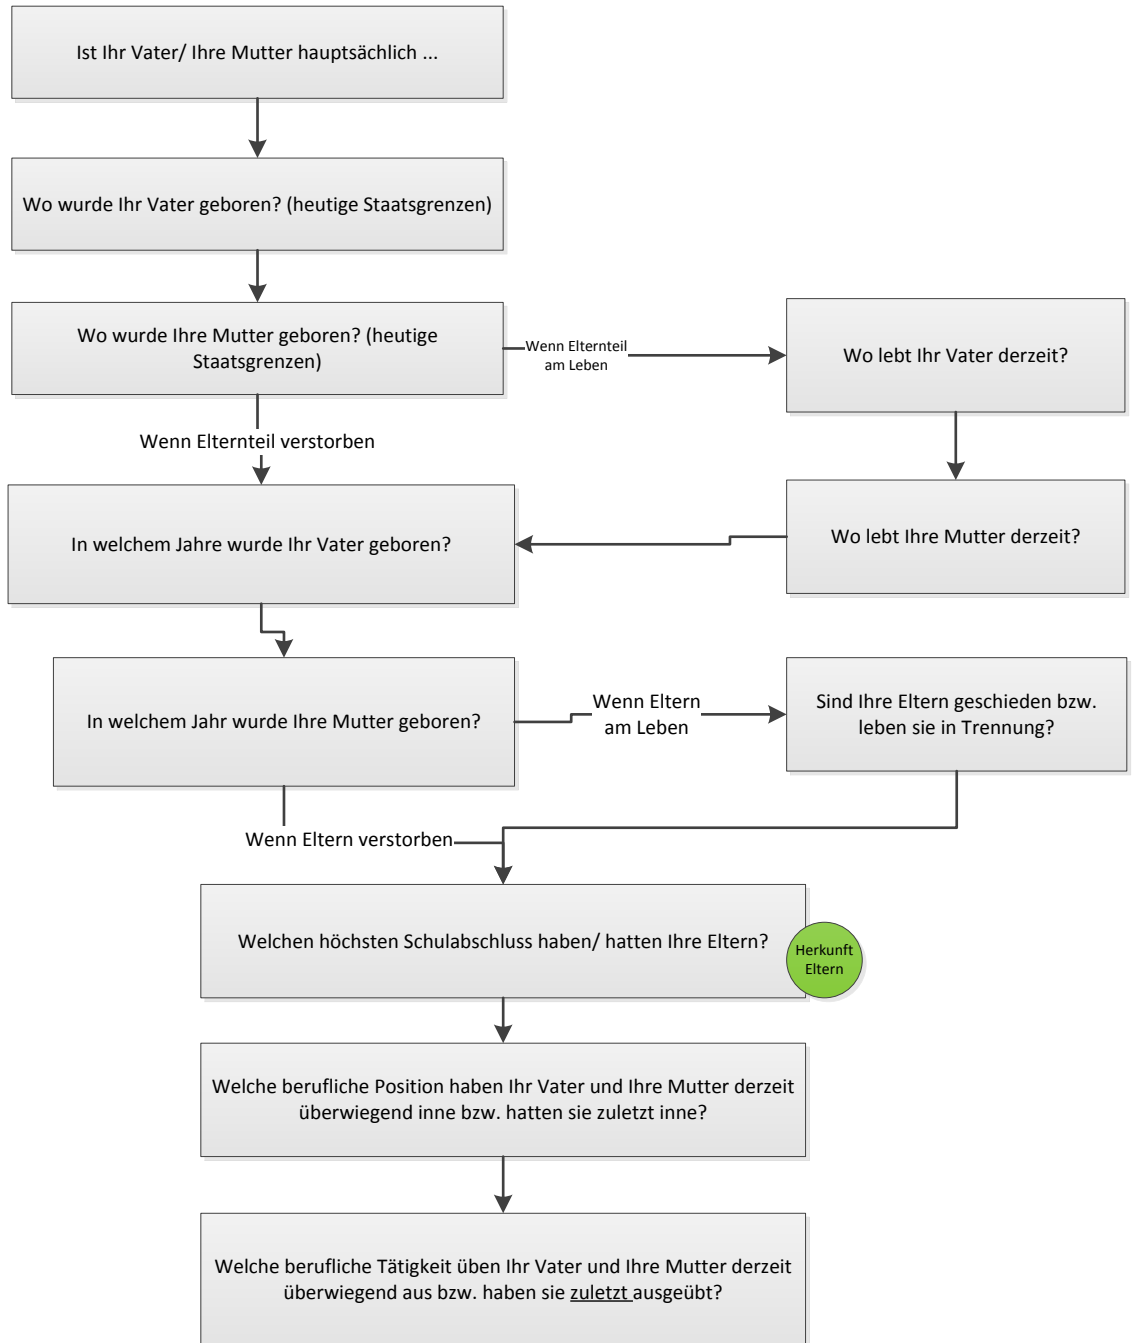 Ist Ihr Vater/ Ihre Mutter hauptsächlich ...
Wo wurde Ihr Vater geboren? (heutige Staatsgrenzen)
Wo wurde Ihre Mutter geboren? (heutige
Staatsgrenzen)
Wenn Elternteil
am Leben
Wo lebt Ihr Vater derzeit?
Wenn Elternteil verstorben
In welchem Jahre wurde Ihr Vater geboren?
Wo lebt Ihre Mutter derzeit?
In welchem Jahr wurde Ihre Mutter geboren?
Wenn Eltern
am Leben
Sind Ihre Eltern geschieden bzw.
leben sie in Trennung?
Wenn Eltern verstorben
Welchen höchsten Schulabschluss haben/ hatten Ihre Eltern?
Herkunft
Eltern
Welche berufliche Position haben Ihr Vater und Ihre Mutter derzeit
überwiegend inne bzw. hatten sie zuletzt inne?
Welche berufliche Tätigkeit üben Ihr Vater und Ihre Mutter derzeit
überwiegend aus bzw. haben sie zuletzt ausgeübt?